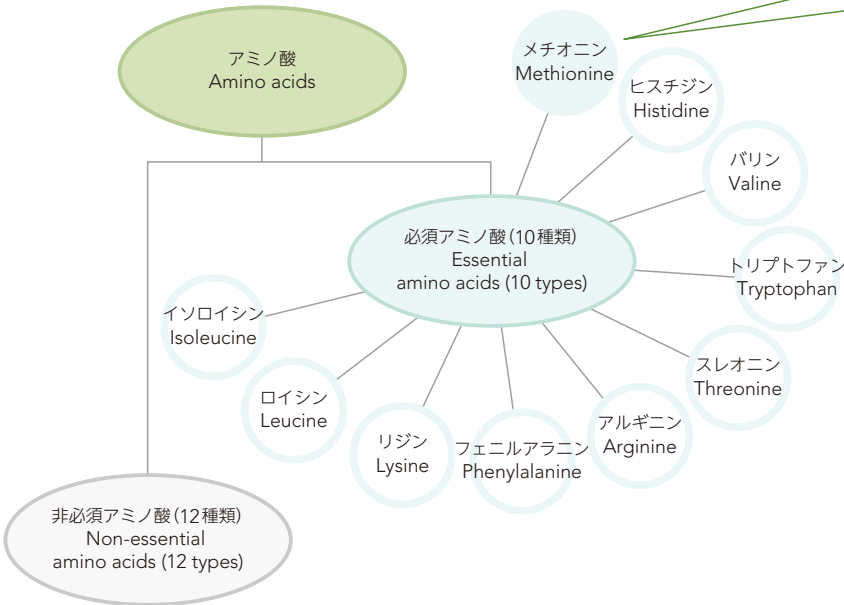 アミノ酸
Amino acids
メチオニン
Methionine
ヒスチジン
Histidine
バリン
Valine
必須アミノ酸(10種類)
Essential
amino acids (10 types)
トリプトファン
Tryptophan
イソロイシン
Isoleucine
スレオニン
Threonine
ロイシン
Leucine
アルギニン
Arginine
リジン
Lysine
フェニルアラニン
Phenylalanine
非必須アミノ酸(12種類)
Non-essential
amino acids (12 types)